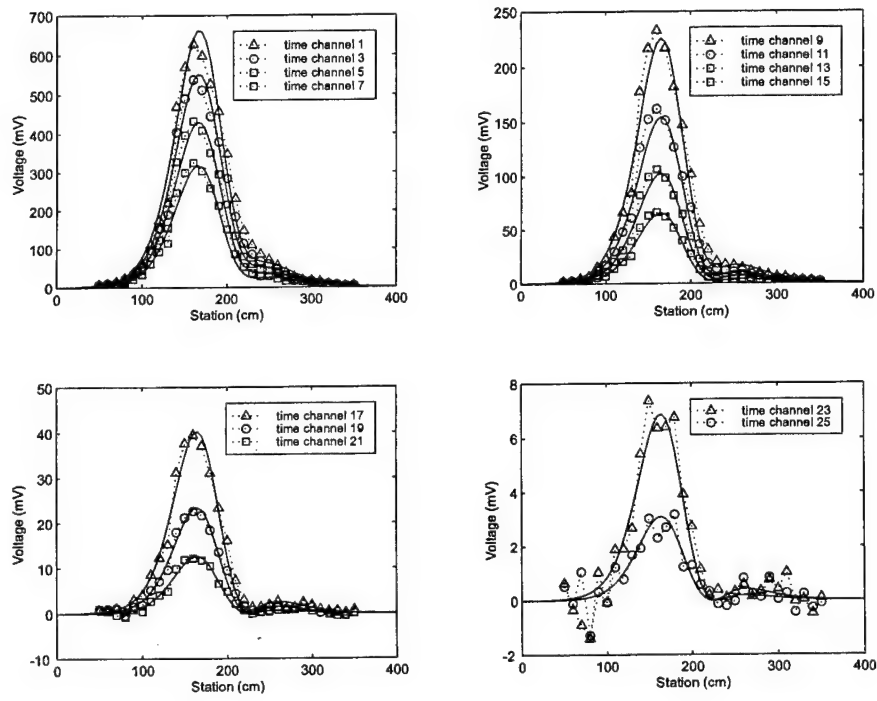 700
600
500
400
300
200
100
0
Voltage (mV)
0 100 200 300 400
Station (cm)
time channel 1
time channel 3
time channel 5
time channel 7
250
200
150
100
50
0
Voltage (mV)
0 100 200 300 400
Station (cm)
time channel 9
time channel 11
time channel 13
time channel 15
50
40
30
20
10
0
-10
Voltage (mV)
0 100 200 300 400
Station (cm)
time channel 17
time channel 19
time channel 21
8
6
4
2
0
-2
Voltage (mV)
0 100 200 300 400
Station (cm)
time channel 23
time channel 25